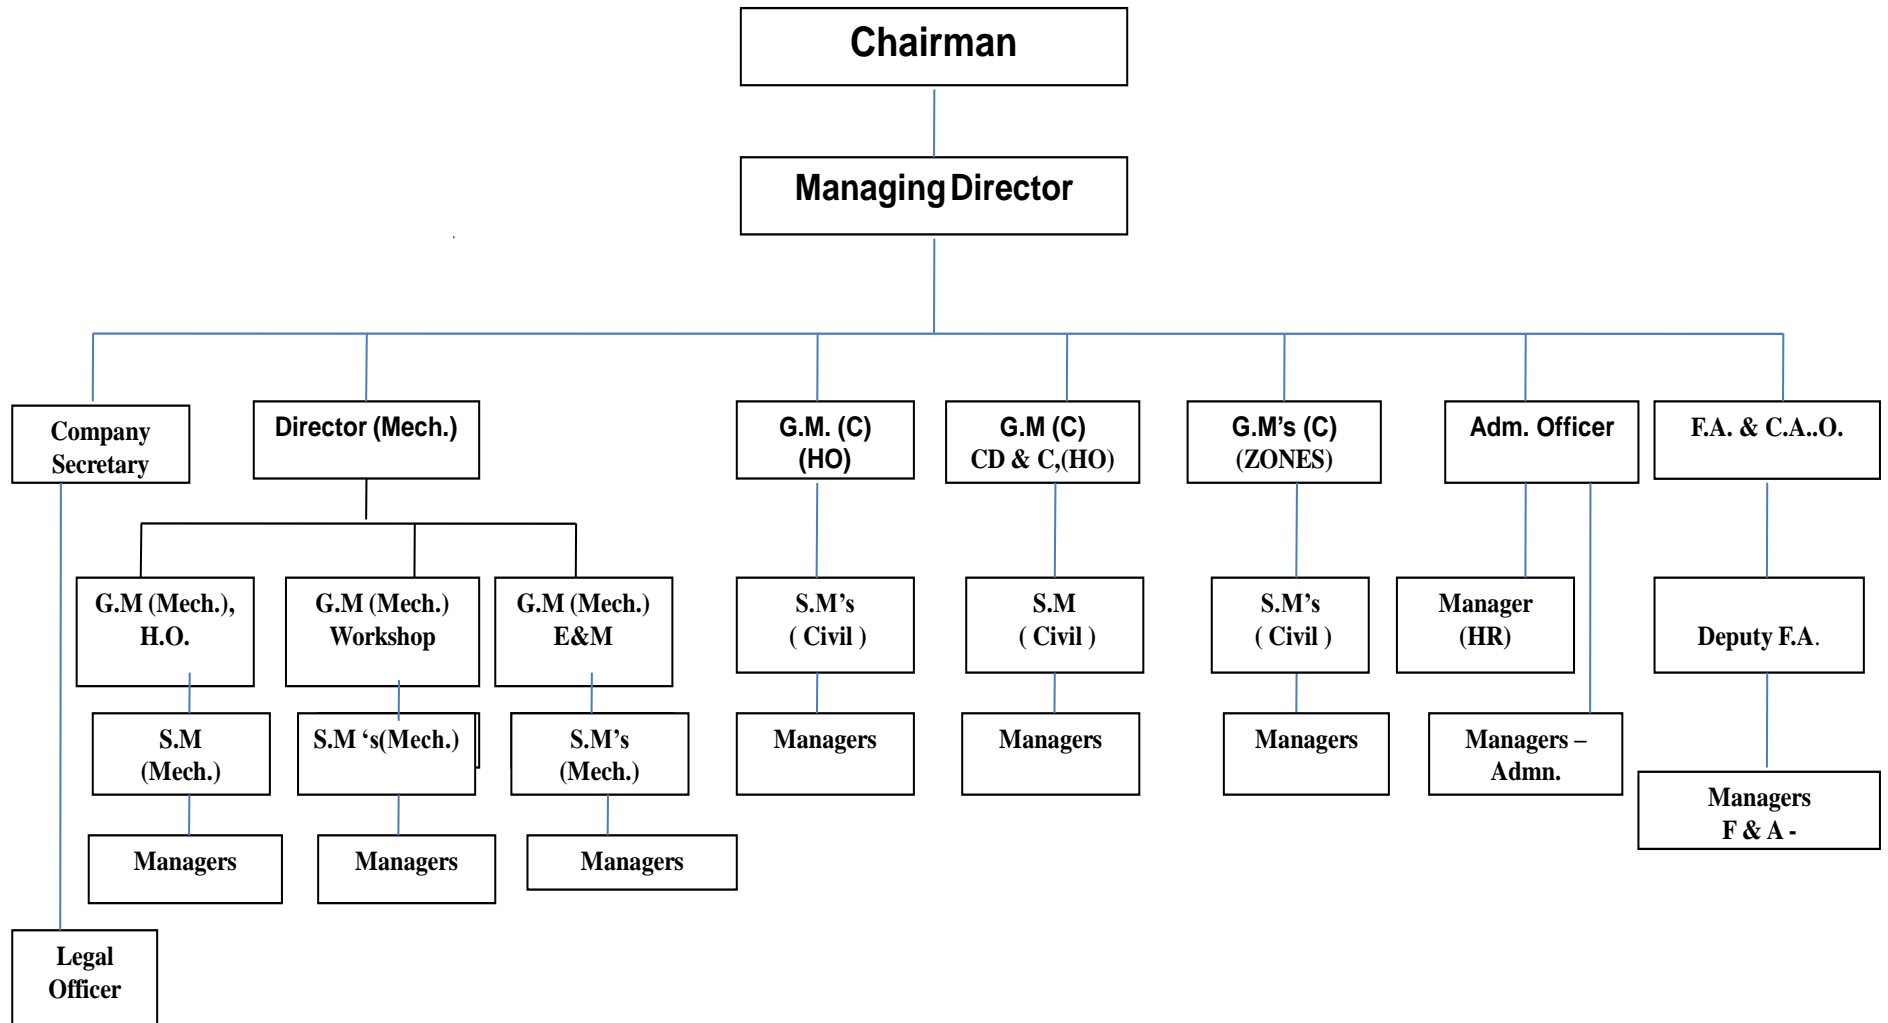 Chairman
Managing Director
Company
Secretary
Director (Mech.)
G.M. (C)
(HO)
G.M (C)
CD & C,(HO)
G.M’s (C)
(ZONES)
Adm. Officer
F.A. & C.A..O.
G.M (Mech.),
H.O.
G.M (Mech.)
Workshop
G.M (Mech.)
E&M
S.M’s
( Civil )
S.M
( Civil )
S.M’s
( Civil )
Manager
(HR)
Deputy F.A.
S.M
(Mech.)
S.M ‘s(Mech.)
S.M’s
(Mech.)
Managers
Managers
Managers
Managers –
Admn.
Managers
F & A -
Managers
Managers
Managers
Legal
Officer